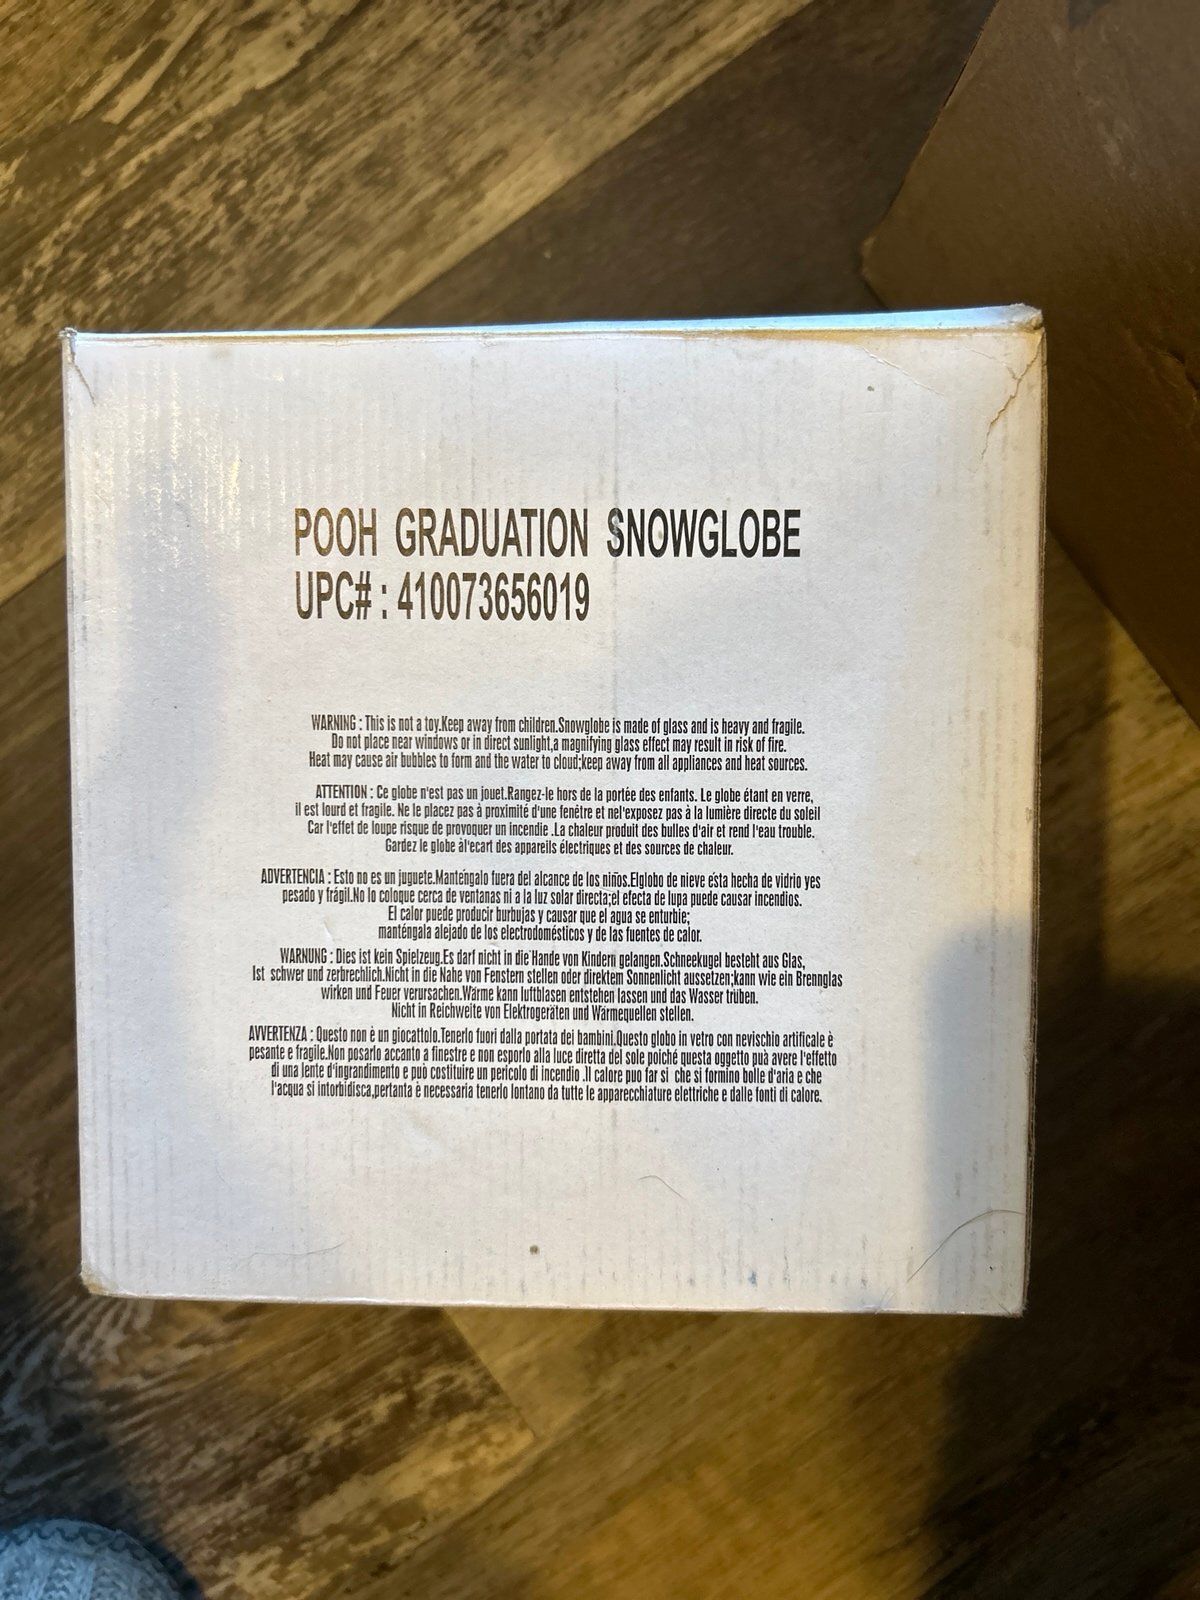 POOH GRADUATION SNOWGLOBE
UPC# : 410073656019
WARNING : This is not a toy.Keep away from children.Snowglobe is made of glass and is heavy and fragile.
Do not place near windows or in direct sunlight,a magnifying glass effect may result in risk of fire.
Heat may cause air bubbles to form and the water to cloud;keep away from all appliances and heat sources.
ATTENTION : Ce globe n'est pas un jouet.Rangez-le hors de la portée des enfants. Le globe étant en verre,
il est lourd et fragile. Ne le placez pas à proximité d'une fenêtre et nel'exposez pas à la lumière directe du soleil
Car l'effet de loupe risque de provoquer un incendie .La chaleur produit des bulles d'air et rend l'eau trouble.
Gardez le globe àl'ecart des appareils électriques et des sources de chaleur.
ADVERTENCIA : Esto no es un juguete.Manténgalo fuera del alcance de los niños.Elglobo de nieve ésta hecha de vidrio yes
pesado y frágil.No lo coloque cerca de ventanas ni a la luz solar directa;el efecta de lupa puede causar incendios.
El calor puede producir burbujas y causar que el agua se enturbie;
manténgala alejado de los electrodomésticos y de las fuentes de calor.
WARNUNG : Dies ist kein Spielzeug.Es darf nicht in die Hande von Kindern gelangen.Schneekugel besteht aus Glas,
Ist schwer und zerbrechlich.Nicht in die Nahe von Fenstern stellen oder direktem Sonnenlicht aussetzen;kann wie ein Brennglas
wirken und Feuer verursachen.Wärme kann luftblasen entstehen lassen und das Wasser trüben.
Nicht in Reichweite von Elektrogeräten und Wärmequellen stellen.
AVVERTENZA : Questo non è un giocattolo.Tenerlo fuori dalla portata dei bambini.Questo globo in vetro con nevischio artificale è
pesante e fragile.Non posarlo accanto a finestre e non esporlo alla luce diretta del sole poiché questa oggetto puà avere l'effetto
di una lente d'ingrandimento e può costituire un pericolo di incendio .Il calore puo far si che si formino bolle d'aria e che
l'acqua si intorbidisca,pertanta è necessaria tenerlo lontano da tutte le apparecchiature elettriche e dalle fonti di calore.